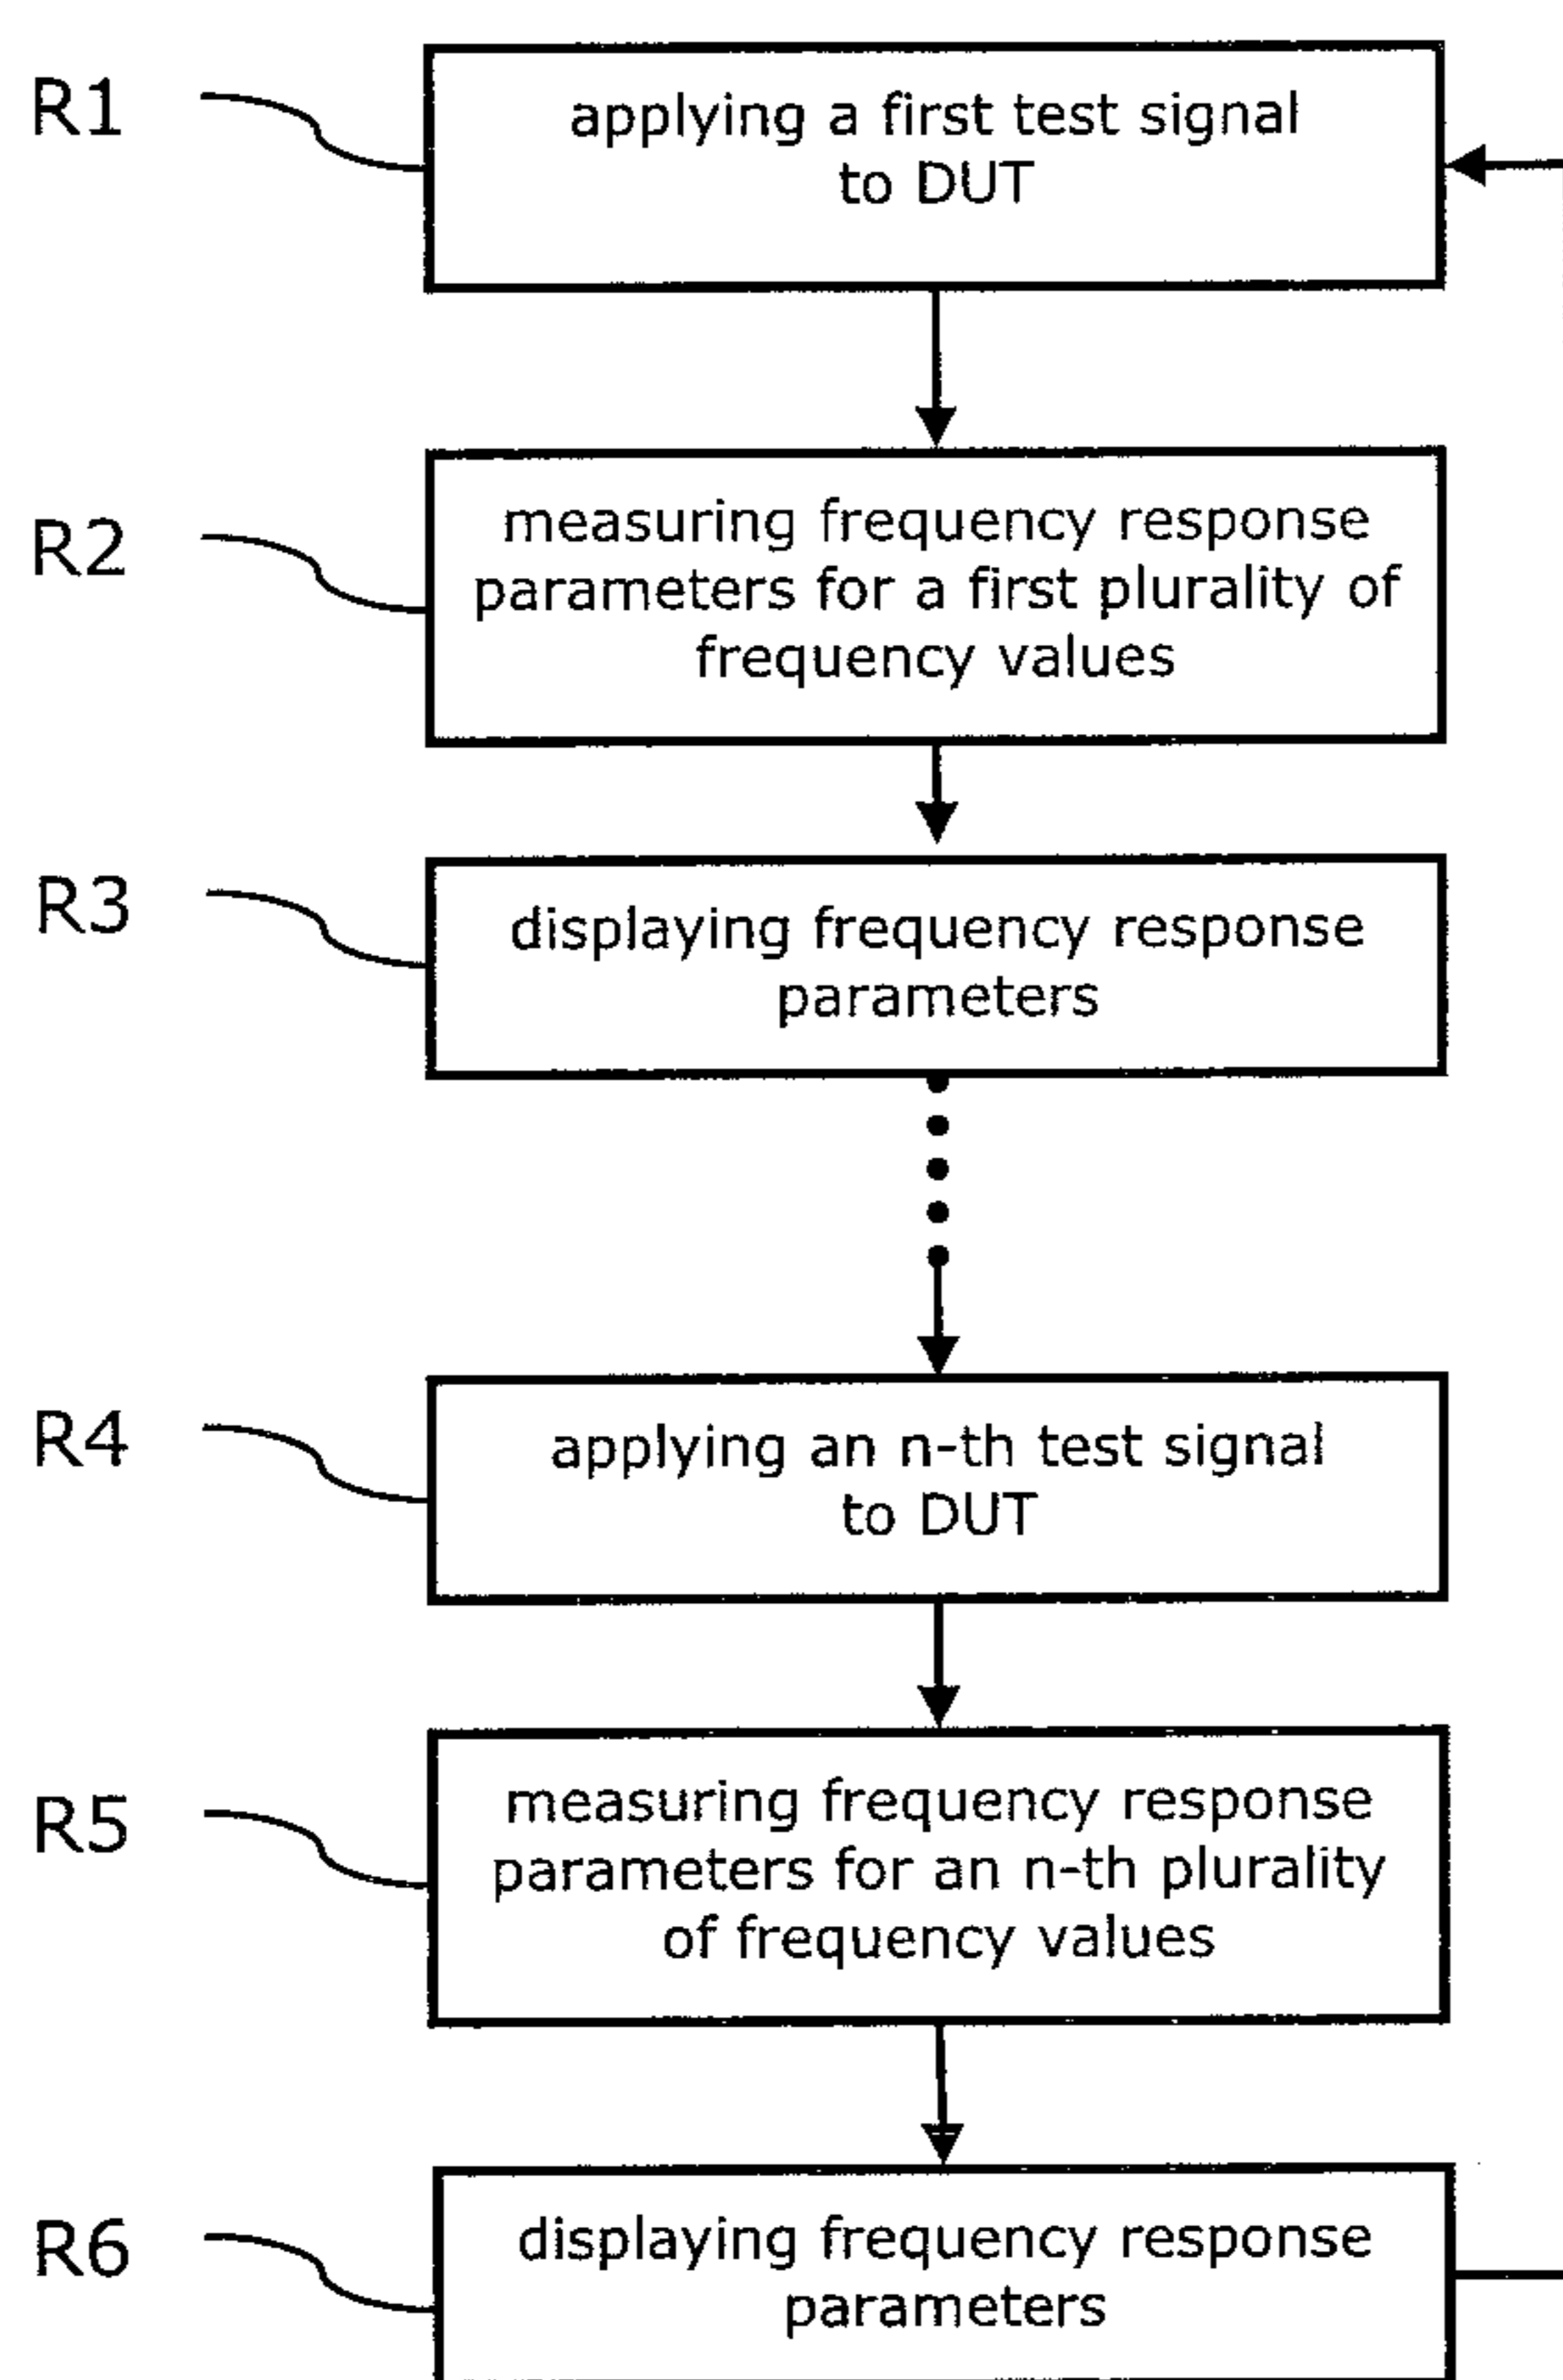 R1
applying a first test signal
to DUT
R2
measuring frequency response
parameters for a first plurality of
frequency values
R3
displaying frequency response
parameters
R4
applying an n-th test signal
to DUT
R5
measuring frequency response
parameters for an n-th plurality
of frequency values
R6
displaying frequency response
parameters